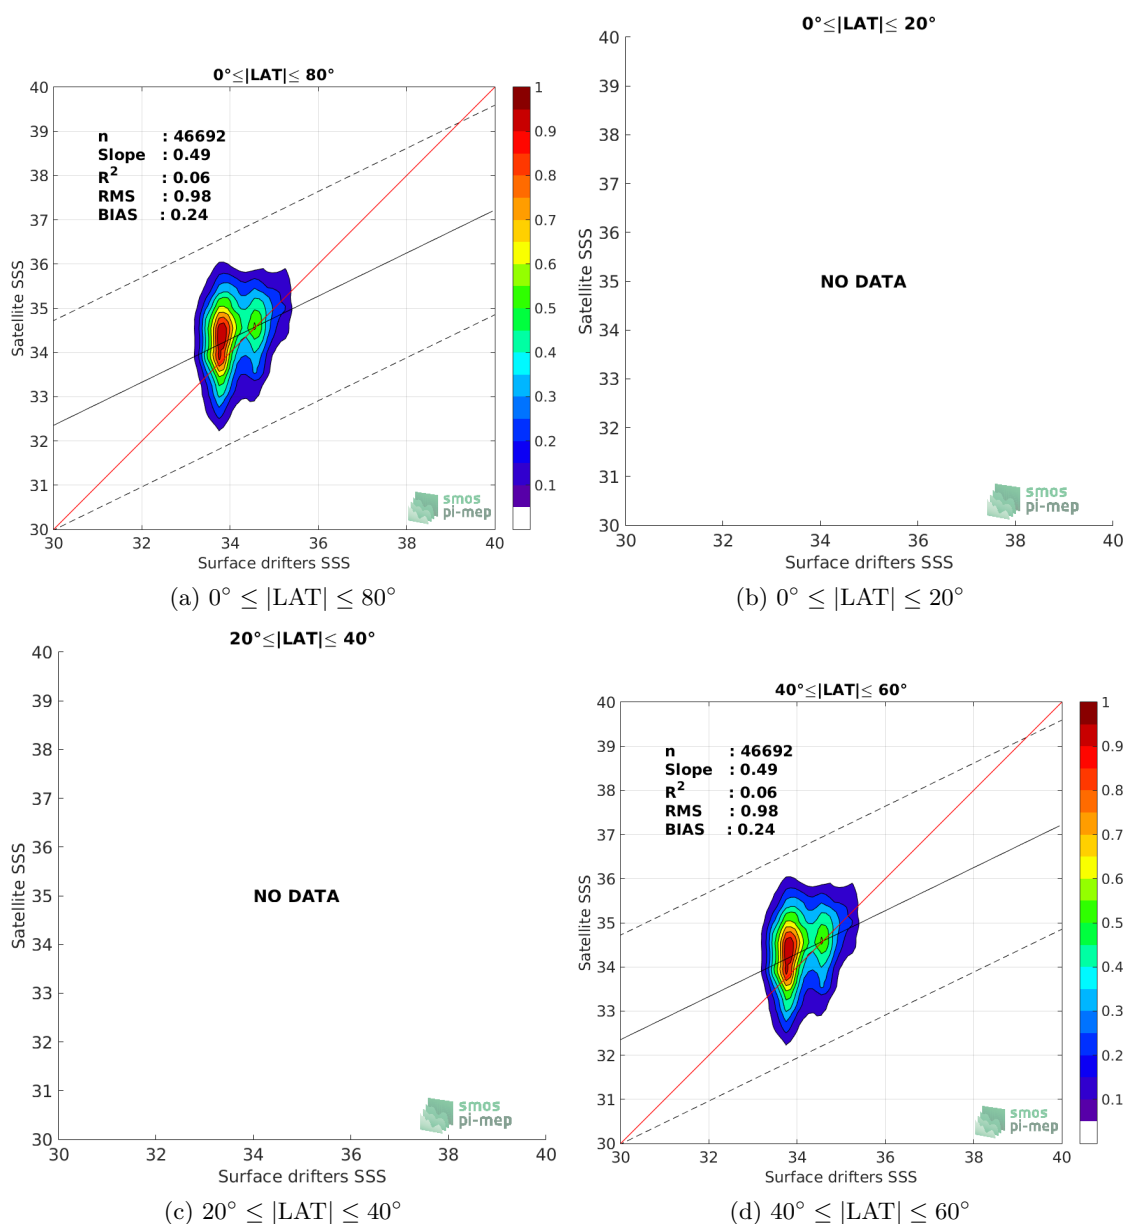 0°≤|LAT|≤ 80°
40
39
38
37
36
35
34
33
32
31
30
Satellite SSS
n : 46692
Slope : 0.49
R2 : 0.06
RMS : 0.98
BIAS : 0.24
smos
pi-mep
30 32 34 36 38 40
Surface drifters SSS
1
0.9
0.8
0.7
0.6
0.5
0.4
0.3
0.2
0.1
(a) 0° ≤ |LAT| ≤ 80°
0°≤|LAT|≤ 20°
40
39
38
37
36
35
34
33
32
31
30
Satellite SSS
NO DATA
smos
pi-mep
30 32 34 36 38 40
Surface drifters SSS
(b) 0° ≤ |LAT| ≤ 20°
20°≤|LAT|≤ 40°
40
39
38
37
36
35
34
33
32
31
30
Satellite SSS
NO DATA
smos
pi-mep
30 32 34 36 38 40
Surface drifters SSS
(c) 20° ≤ |LAT| ≤ 40°
40°≤|LAT|≤ 60°
40
39
38
37
36
35
34
33
32
31
30
Satellite SSS
n : 46692
Slope : 0.49
R2 : 0.06
RMS : 0.98
BIAS : 0.24
smos
pi-mep
30 32 34 36 38 40
Surface drifters SSS
1
0.9
0.8
0.7
0.6
0.5
0.4
0.3
0.2
0.1
(d) 40° ≤ |LAT| ≤ 60°